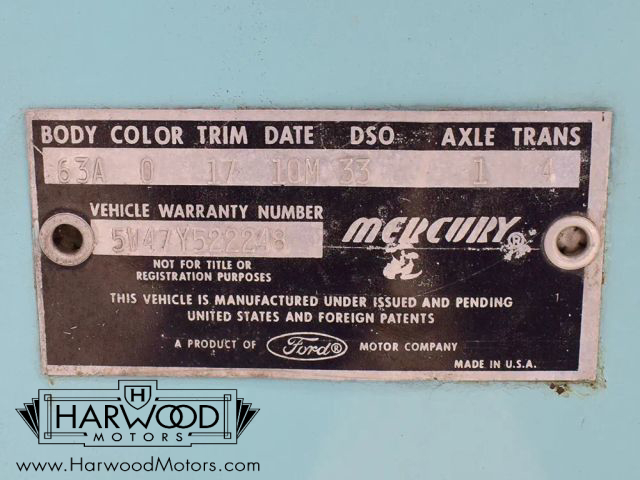 BODY COLOR TRIM DATE DSO AXLE TRANS
63A 0 17 10M 33 1 4
VEHICLE WARRANTY NUMBER
5W47Y522248
MERCURY®
NOT FOR TITLE OR
REGISTRATION PURPOSES
THIS VEHICLE IS MANUFACTURED UNDER ISSUED AND PENDING
UNITED STATES AND FOREIGN PATENTS
A PRODUCT OF Ford® MOTOR COMPANY
MADE IN U.S.A.
H
HARWOOD
MOTORS
www.HarwoodMotors.com